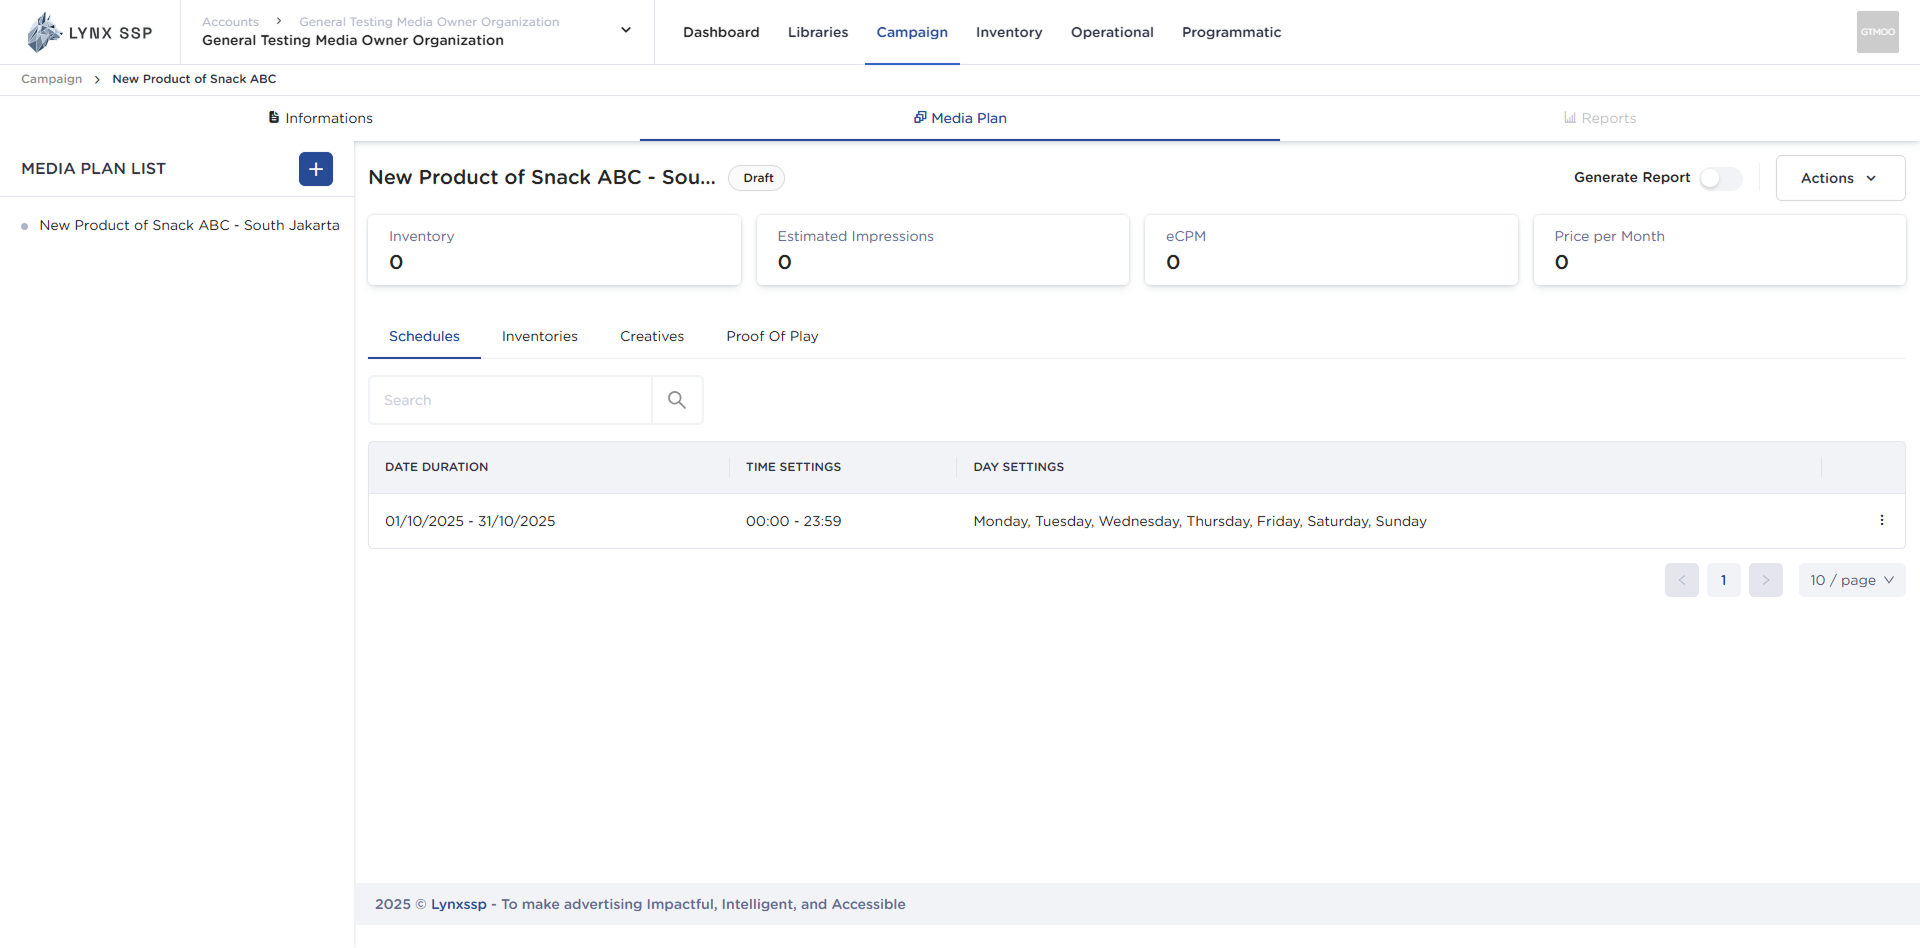 LYNX SSP
Accounts > General Testing Media Owner Organization
General Testing Media Owner Organization
Dashboard Libraries Campaign Inventory Operational Programmatic
GTMOO
Campaign > New Product of Snack ABC
Informations
Media Plan
Reports
MEDIA PLAN LIST
New Product of Snack ABC - South Jakarta
New Product of Snack ABC - Sou... Draft
Generate Report
Actions
Inventory
0
Estimated Impressions
0
eCPM
0
Price per Month
0
Schedules Inventories Creatives Proof Of Play
Search
DATE DURATION TIME SETTINGS DAY SETTINGS
01/10/2025 - 31/10/2025 00:00 - 23:59 Monday, Tuesday, Wednesday, Thursday, Friday, Saturday, Sunday
< 1 > 10 / page
2025 © Lynxssp - To make advertising Impactful, Intelligent, and Accessible